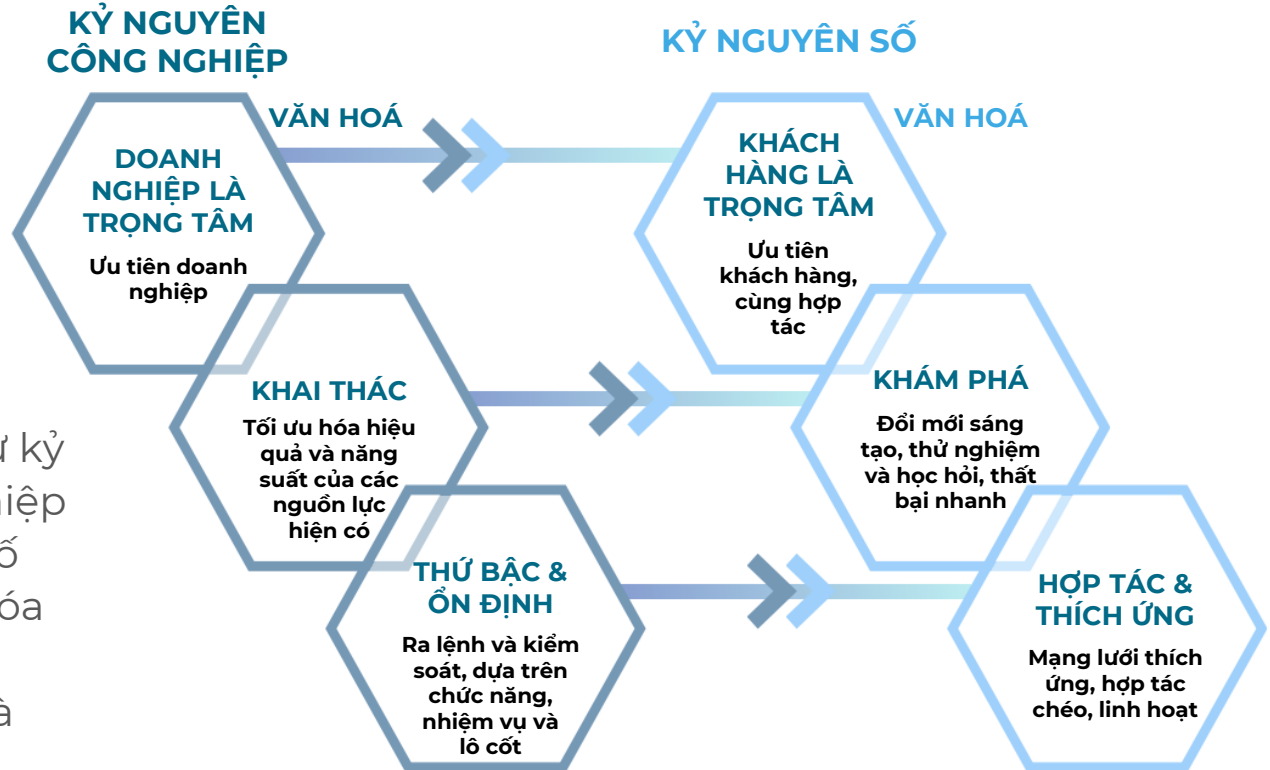 KỶ NGUYÊN
CÔNG NGHIỆP
KỶ NGUYÊN SỐ
VĂN HOÁ
VĂN HOÁ
DOANH
NGHIỆP LÀ
TRỌNG TÂM
Ưu tiên doanh
nghiệp
KHÁCH
HÀNG LÀ
TRỌNG TÂM
Ưu tiên
khách hàng,
cùng hợp
tác
KHAI THÁC
Tối ưu hóa hiệu
quả và năng
suất của các
nguồn lực
hiện có
KHÁM PHÁ
Đổi mới sáng
tạo, thử nghiệm
và học hỏi, thất
bại nhanh
THỨ BẬC &
ỔN ĐỊNH
Ra lệnh và kiểm
soát, dựa trên
chức năng,
nhiệm vụ và
lô cốt
HỢP TÁC &
THÍCH ỨNG
Mạng lưới thích
ứng, hợp tác
chéo, linh hoạt
kỷ